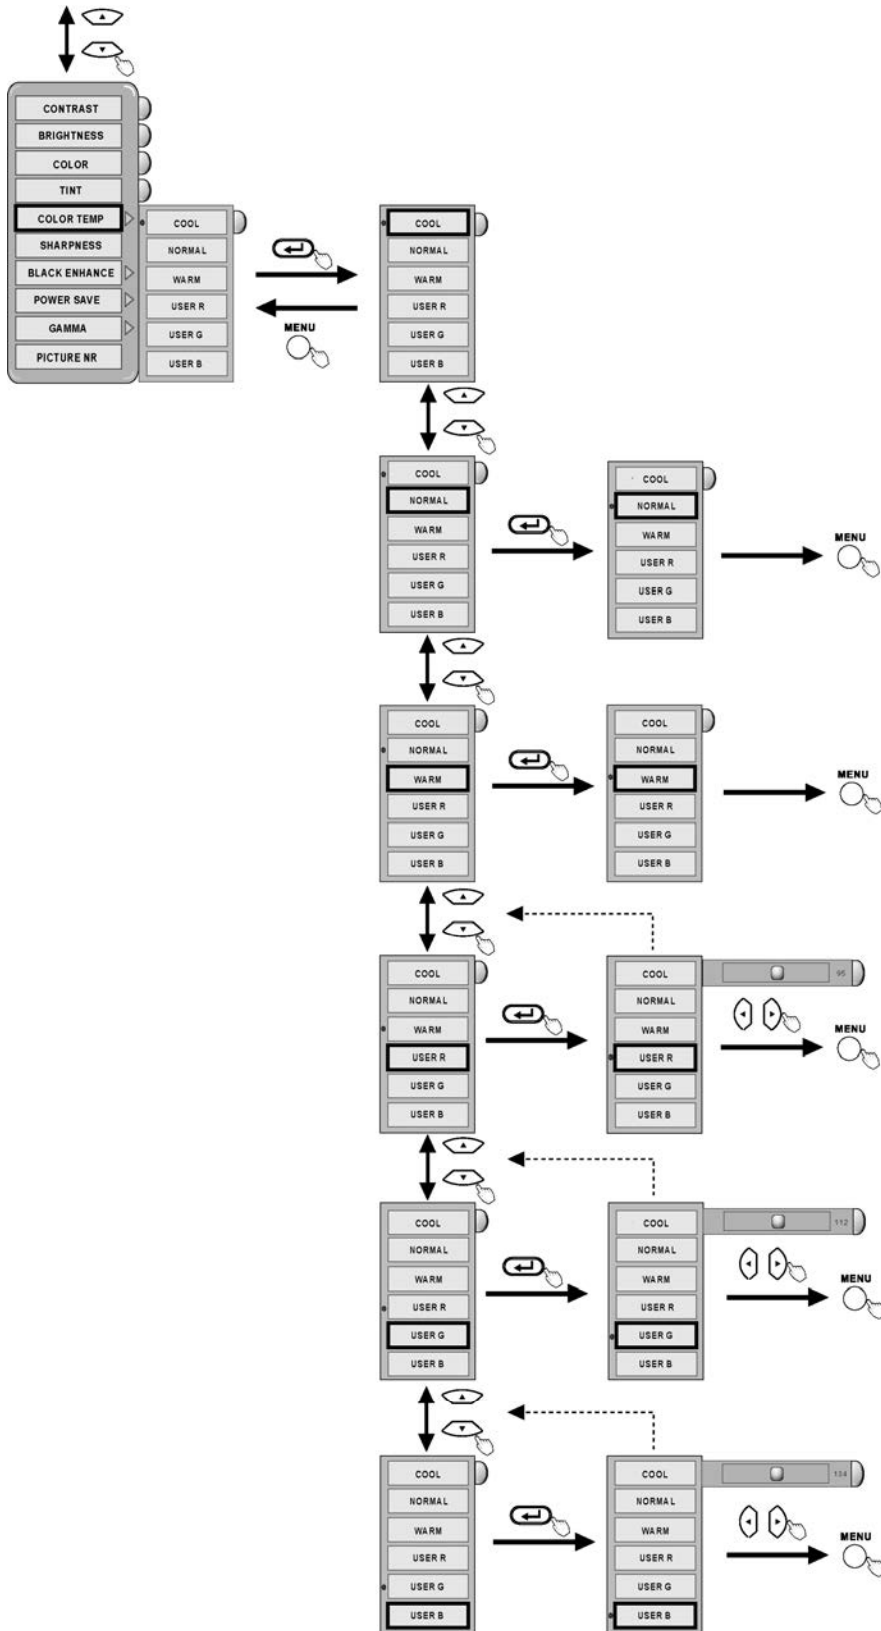 CONTRAST
BRIGHTNESS
COLOR
TINT
COLOR TEMP
SHARPNESS
BLACK ENHANCE
POWER SAVE
GAMMA
PICTURE NR
COOL
NORMAL
WARM
USER R
USER G
USER B
MENU
COOL
NORMAL
WARM
USER R
USER G
USER B
COOL
NORMAL
WARM
USER R
USER G
USER B
COOL
NORMAL
WARM
USER R
USER G
USER B
MENU
COOL
NORMAL
WARM
USER R
USER G
USER B
COOL
NORMAL
WARM
USER R
USER G
USER B
MENU
COOL
NORMAL
WARM
USER R
USER G
USER B
COOL
NORMAL
WARM
USER R
USER G
USER B
95
MENU
COOL
NORMAL
WARM
USER R
USER G
USER B
COOL
NORMAL
WARM
USER R
USER G
USER B
112
MENU
COOL
NORMAL
WARM
USER R
USER G
USER B
COOL
NORMAL
WARM
USER R
USER G
USER B
134
MENU